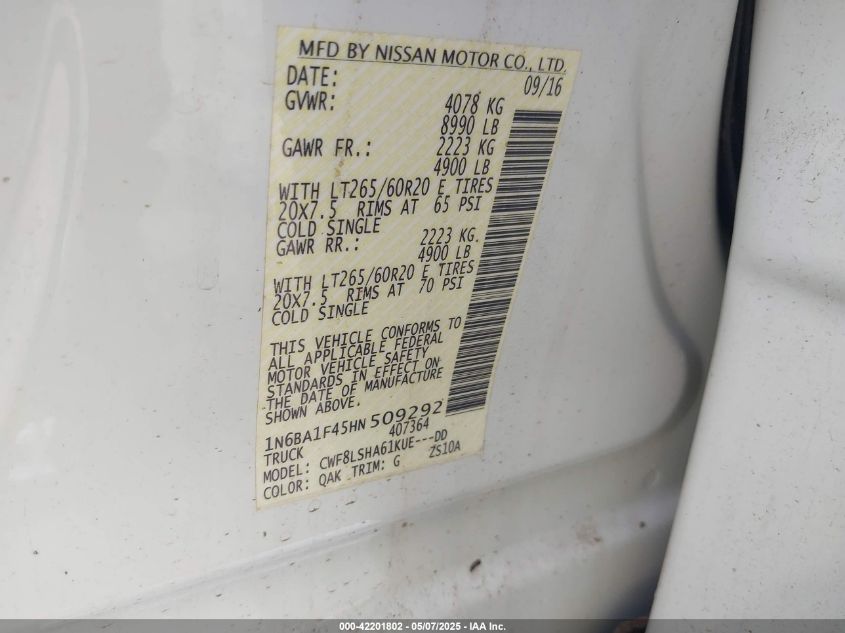 MFD BY NISSAN MOTOR CO., LTD.
DATE: 09/16
GVWR: 4078 KG
8990 LB
GAWR FR.: 2223 KG
4900 LB
WITH LT265/60R20 E TIRES
20X7.5 RIMS AT 65 PSI
COLD SINGLE
GAWR RR.: 2223 KG.
4900 LB
WITH LT265/60R20 E TIRES
20X7.5 RIMS AT 70 PSI
COLD SINGLE
THIS VEHICLE CONFORMS TO
ALL APPLICABLE FEDERAL
MOTOR VEHICLE SAFETY
STANDARDS IN EFFECT ON
THE DATE OF MANUFACTURE
SHOWN ABOVE.
1N6BA1F45HN 509292
TRUCK 407364
MODEL: CWF8LSHA61KUE---DD
COLOR: QAK TRIM: G ZS10A
000-42201802 - 05/07/2025 - IAA Inc.